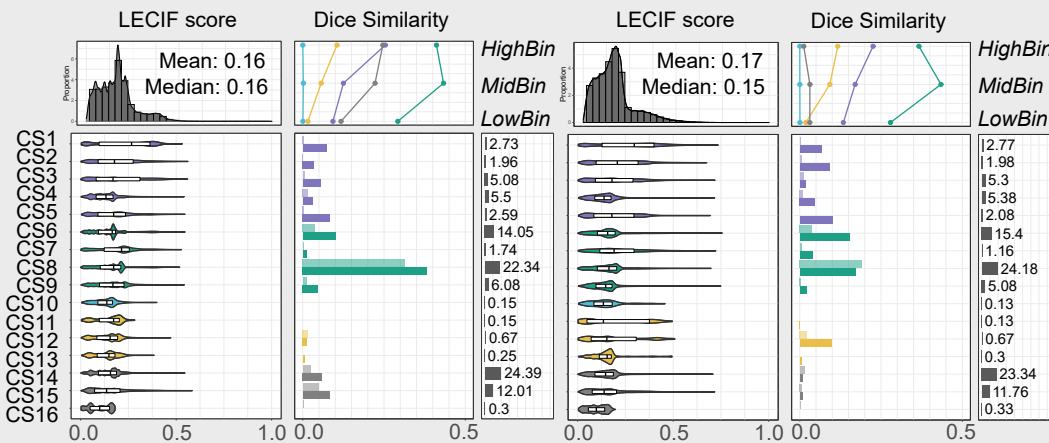 LECIF score Dice Similarity LECIF score Dice Similarity
Mean: 0.16
Median: 0.16
HighBin
MidBin
LowBin
Mean: 0.17
Median: 0.15
HighBin
MidBin
LowBin
Proportion
Proportion
CS1 2.73 2.77
CS2 1.96 1.98
CS3 5.08 5.3
CS4 5.5 5.38
CS5 2.59 2.08
CS6 14.05 15.4
CS7 1.74 1.16
CS8 22.34 24.18
CS9 6.08 5.08
CS10 0.15 0.13
CS11 0.15 0.13
CS12 0.67 0.67
CS13 0.25 0.3
CS14 24.39 23.34
CS15 12.01 11.76
CS16 0.3 0.33
0.0 0.5 1.0 0.0 0.5 0.0 0.5 1.0 0.0 0.5